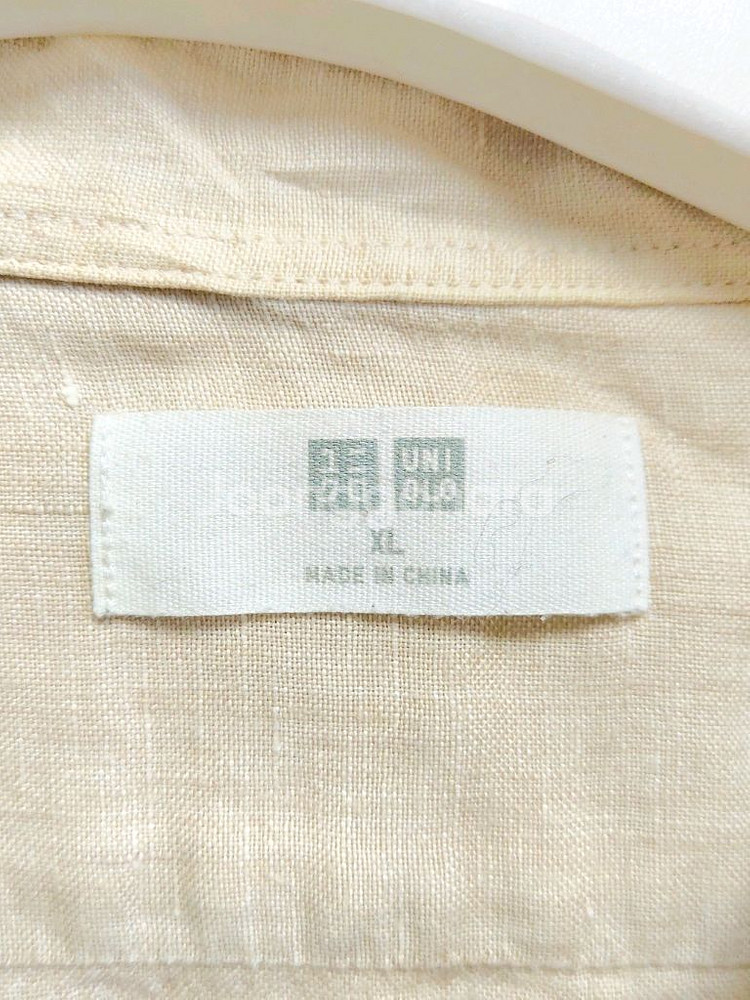 ユニ UNI
クロ QLO
XL
MADE IN CHINA